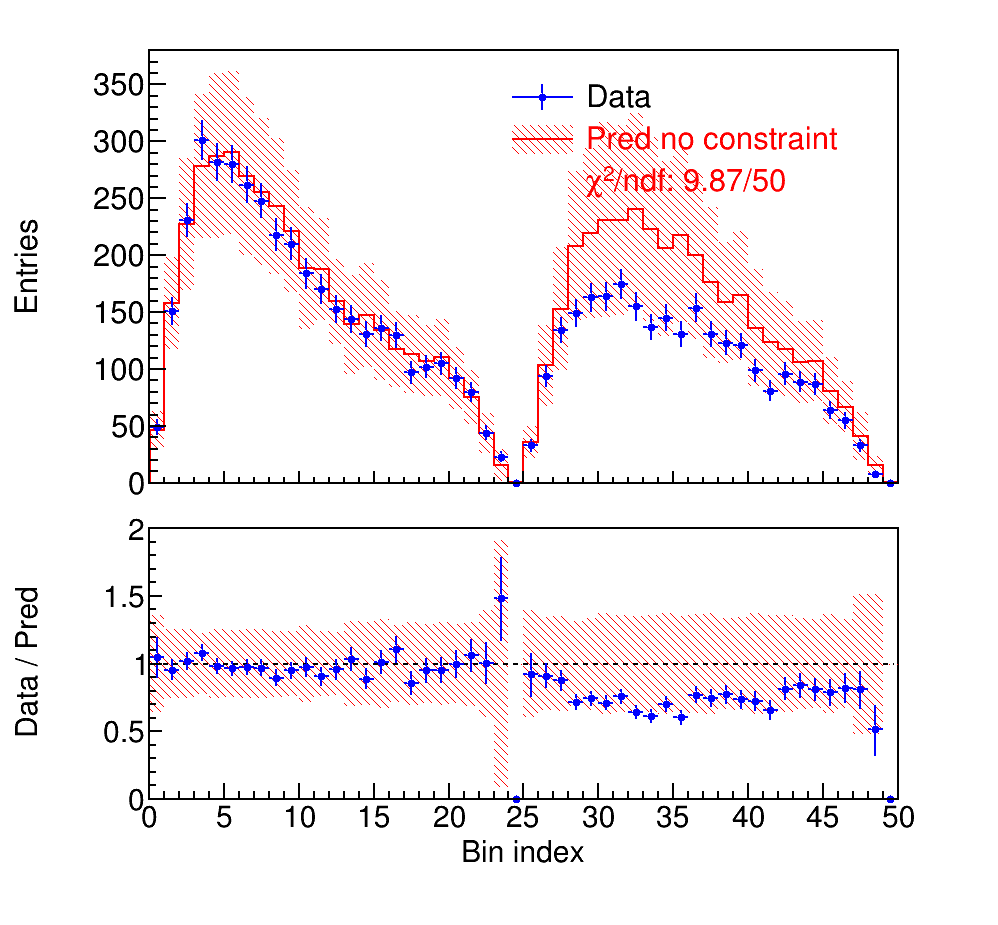 Entries
350
300
250
200
150
100
50
0
Data
Pred no constraint
χ²/ndf: 9.87/50
Data / Pred
2
1.5
1
0.5
0
0 5 10 15 20 25 30 35 40 45 50
Bin index